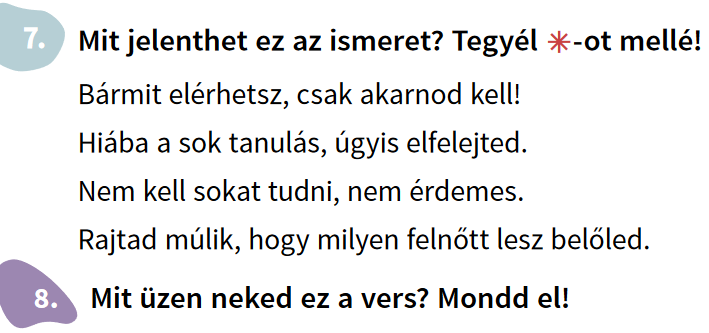 7. Mit jelenthet ez az ismeret? Tegyél ✳-ot mellé!
Bármit elérhetsz, csak akarnod kell!
Hiába a sok tanulás, úgyis elfelejted.
Nem kell sokat tudni, nem érdemes.
Rajtad múlik, hogy milyen felnőtt lesz belőled.
8. Mit üzen neked ez a vers? Mondd el!